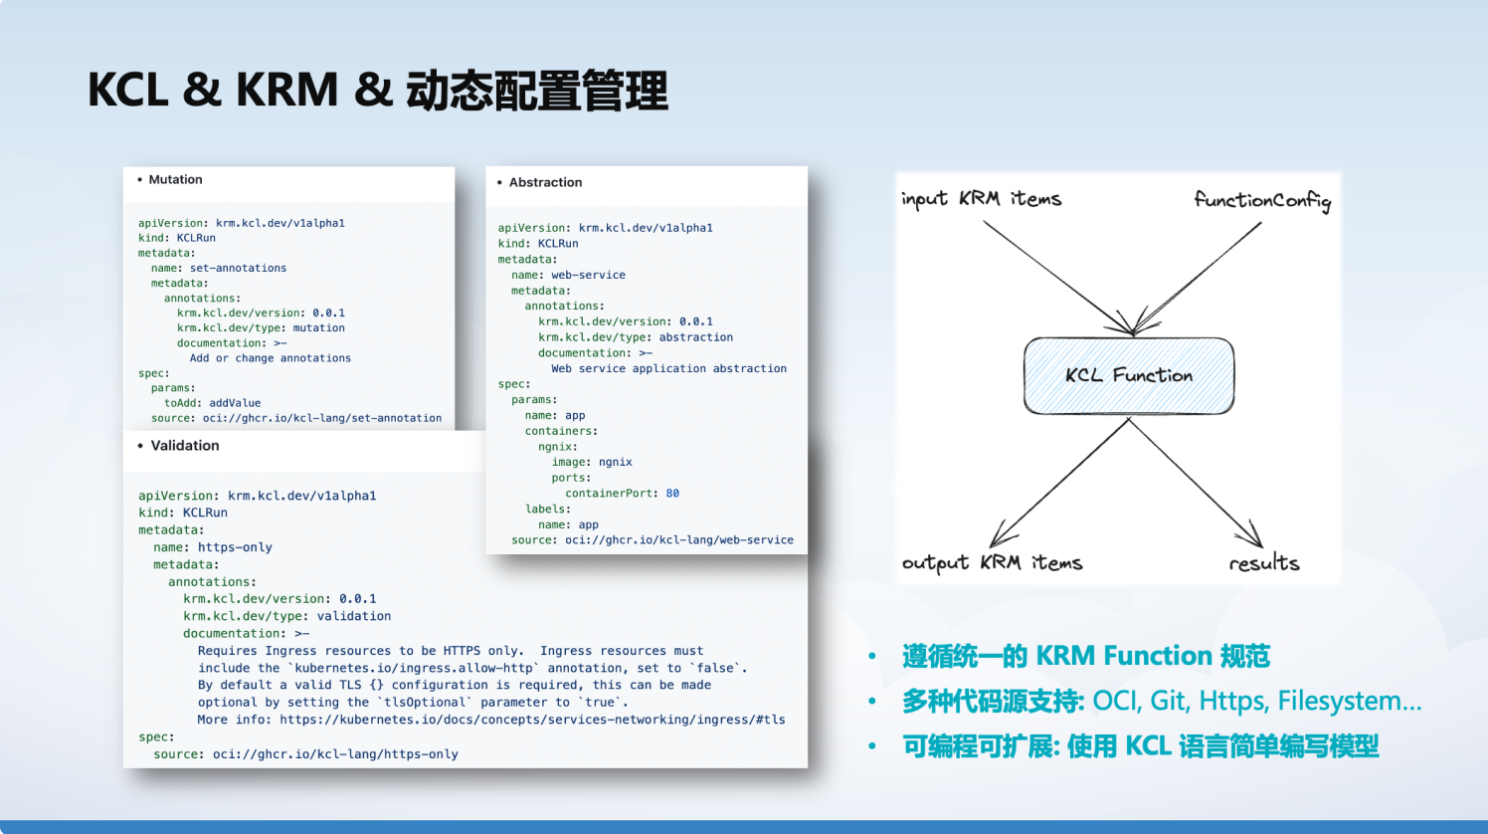 KCL & KRM & 动态配置管理
• Mutation
apiVersion: krm.kcl.dev/v1alpha1
kind: KCLRun
metadata:
  name: set-annotations
  metadata:
    annotations:
      krm.kcl.dev/version: 0.0.1
      krm.kcl.dev/type: mutation
      documentation: >-
        Add or change annotations
spec:
  params:
    toAdd: addValue
  source: oci://ghcr.io/kcl-lang/set-annotation
• Validation
apiVersion: krm.kcl.dev/v1alpha1
kind: KCLRun
metadata:
  name: https-only
  metadata:
    annotations:
      krm.kcl.dev/version: 0.0.1
      krm.kcl.dev/type: validation
      documentation: >-
        Requires Ingress resources to be HTTPS only.  Ingress resources must
        include the `kubernetes.io/ingress.allow-http` annotation, set to `false`.
        By default a valid TLS {} configuration is required, this can be made
        optional by setting the `tlsOptional` parameter to `true`.
        More info: https://kubernetes.io/docs/concepts/services-networking/ingress/#tls
spec:
  source: oci://ghcr.io/kcl-lang/https-only
• Abstraction
apiVersion: krm.kcl.dev/v1alpha1
kind: KCLRun
metadata:
  name: web-service
  metadata:
    annotations:
      krm.kcl.dev/version: 0.0.1
      krm.kcl.dev/type: abstraction
      documentation: >-
        Web service application abstraction
spec:
  params:
    name: app
    containers:
      ngnix:
        image: ngnix
        ports:
          containerPort: 80
    labels:
      name: app
  source: oci://ghcr.io/kcl-lang/web-service
input KRM items
functionConfig
KCL Function
output KRM items
results
• 遵循统一的 KRM Function 规范
• 多种代码源支持: OCI, Git, Https, Filesystem...
• 可编程可扩展: 使用 KCL 语言简单编写模型